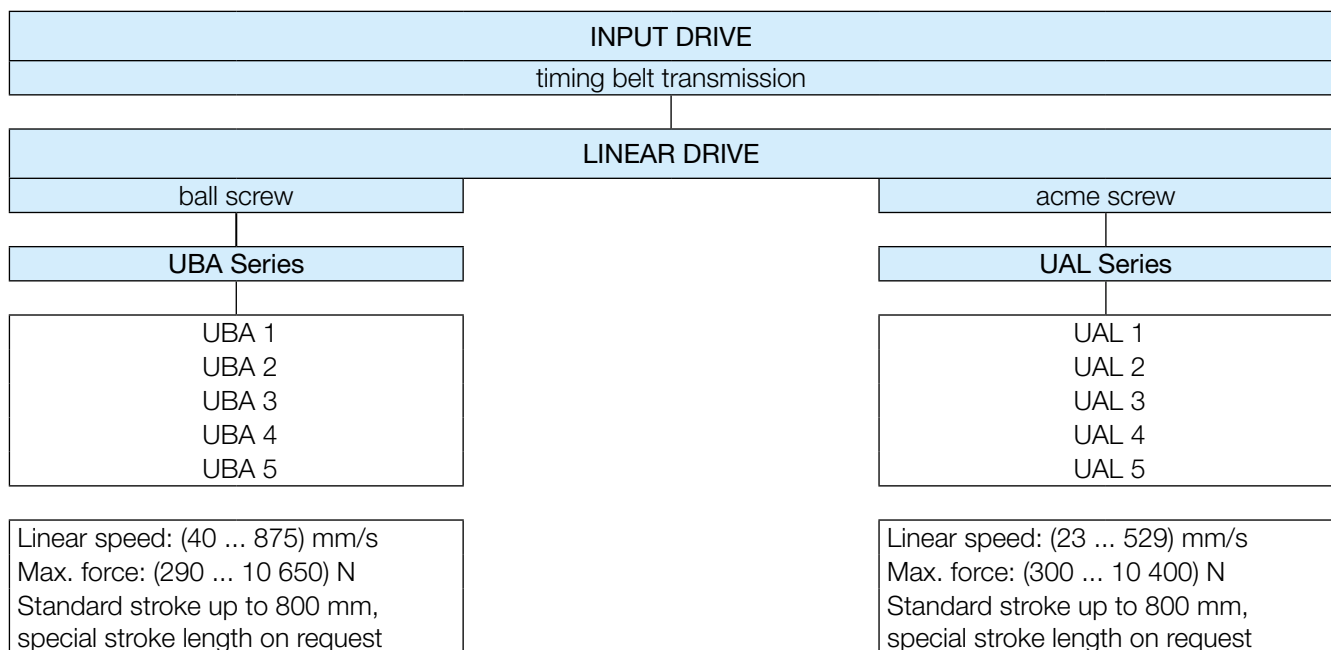 INPUT DRIVE
timing belt transmission
LINEAR DRIVE
ball screw
acme screw
UBA Series
UAL Series
UBA 1
UBA 2
UBA 3
UBA 4
UBA 5
UAL 1
UAL 2
UAL 3
UAL 4
UAL 5
Linear speed: (40 ... 875) mm/s
Max. force: (290 ... 10 650) N
Standard stroke up to 800 mm,
special stroke length on request
Linear speed: (23 ... 529) mm/s
Max. force: (300 ... 10 400) N
Standard stroke up to 800 mm,
special stroke length on request